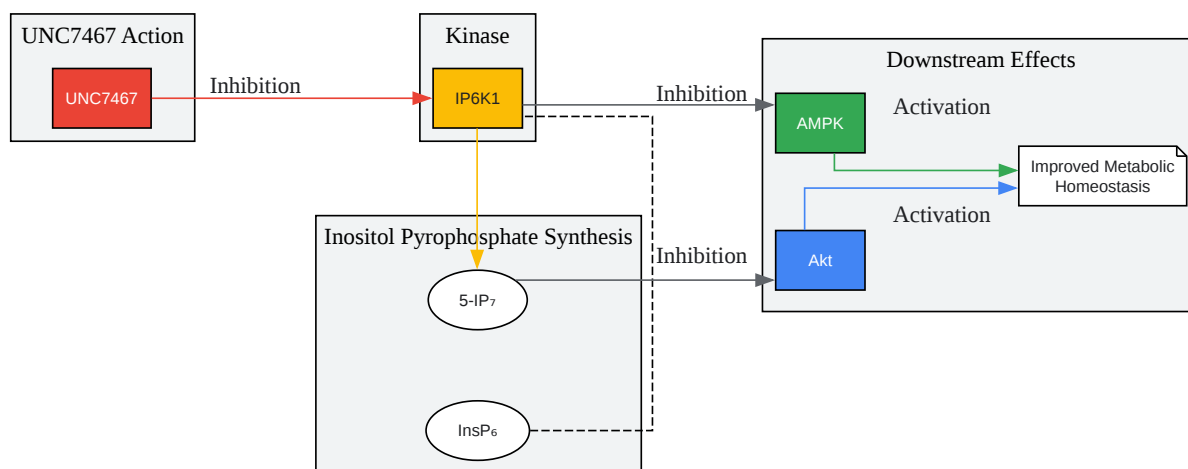 UNC7467 Action
Kinase
Downstream Effects
UNC7467
Inhibition
IP6K1
Inhibition
Activation
AMPK
Improved Metabolic
Homeostasis
Activation
Inositol Pyrophosphate Synthesis
Inhibition
Akt
5-IP₇
InsP₆